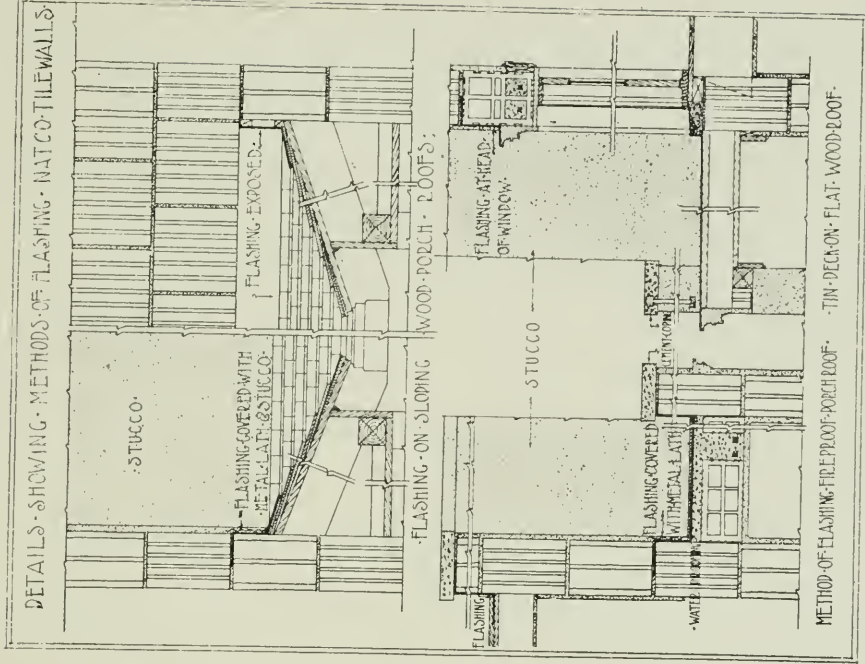 DETAILS·SHOWING·METHODS·OF·FLASHING·NATCO·TILE WALLS·
·STUCCO·
·FLASHING·EXPOSED·
·FLASHING COVERED WITH
·METAL·LATH·@ STUCCO·
·FLASHING·ON·SLOPING WOOD·PORCH·ROOFS·
FLASHING·AT·HEAD·
OF·WINDOW·
STUCCO
CEMENT·COPING
FLASHING COVERED
WITH METAL·LATH
FLASHING
·WATER PROOFING
METHOD·OF·FLASHING·FIREPROOF·PORCH ROOF·
·TIN·DECK·ON·FLAT·WOOD·ROOF·